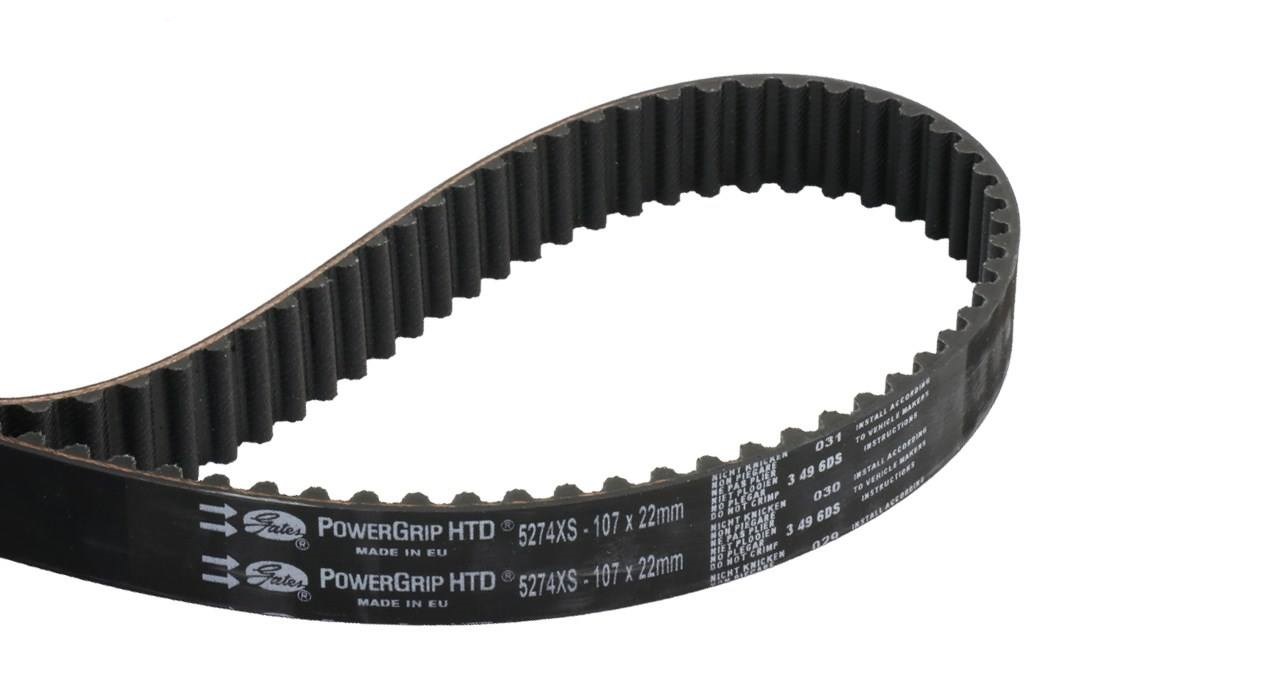 Gates ® POWERGRIP HTD ® 5274XS - 107 x 22mm
MADE IN EU
Gates ® POWERGRIP HTD ® 5274XS - 107 x 22mm
MADE IN EU
NICHT KNICKEN
NON PIEGARE
NE PAS PLIER
NIET PLOOIEN
NO PLEGAR
DO NOT CRIMP
NICHT KNICKEN
NON PIEGARE
NE PAS PLIER
NIET PLOOIEN
NO PLEGAR
DO NOT CRIMP
NICHT KNICKEN
031
3 49 6DS
030
3 49 6DS
029
INSTALL ACCORDING
TO VEHICLE MAKERS
INSTRUCTIONS
INSTALL ACCORDING
TO VEHICLE MAKERS
INSTRUCTIONS
INSTALL ACCORDING